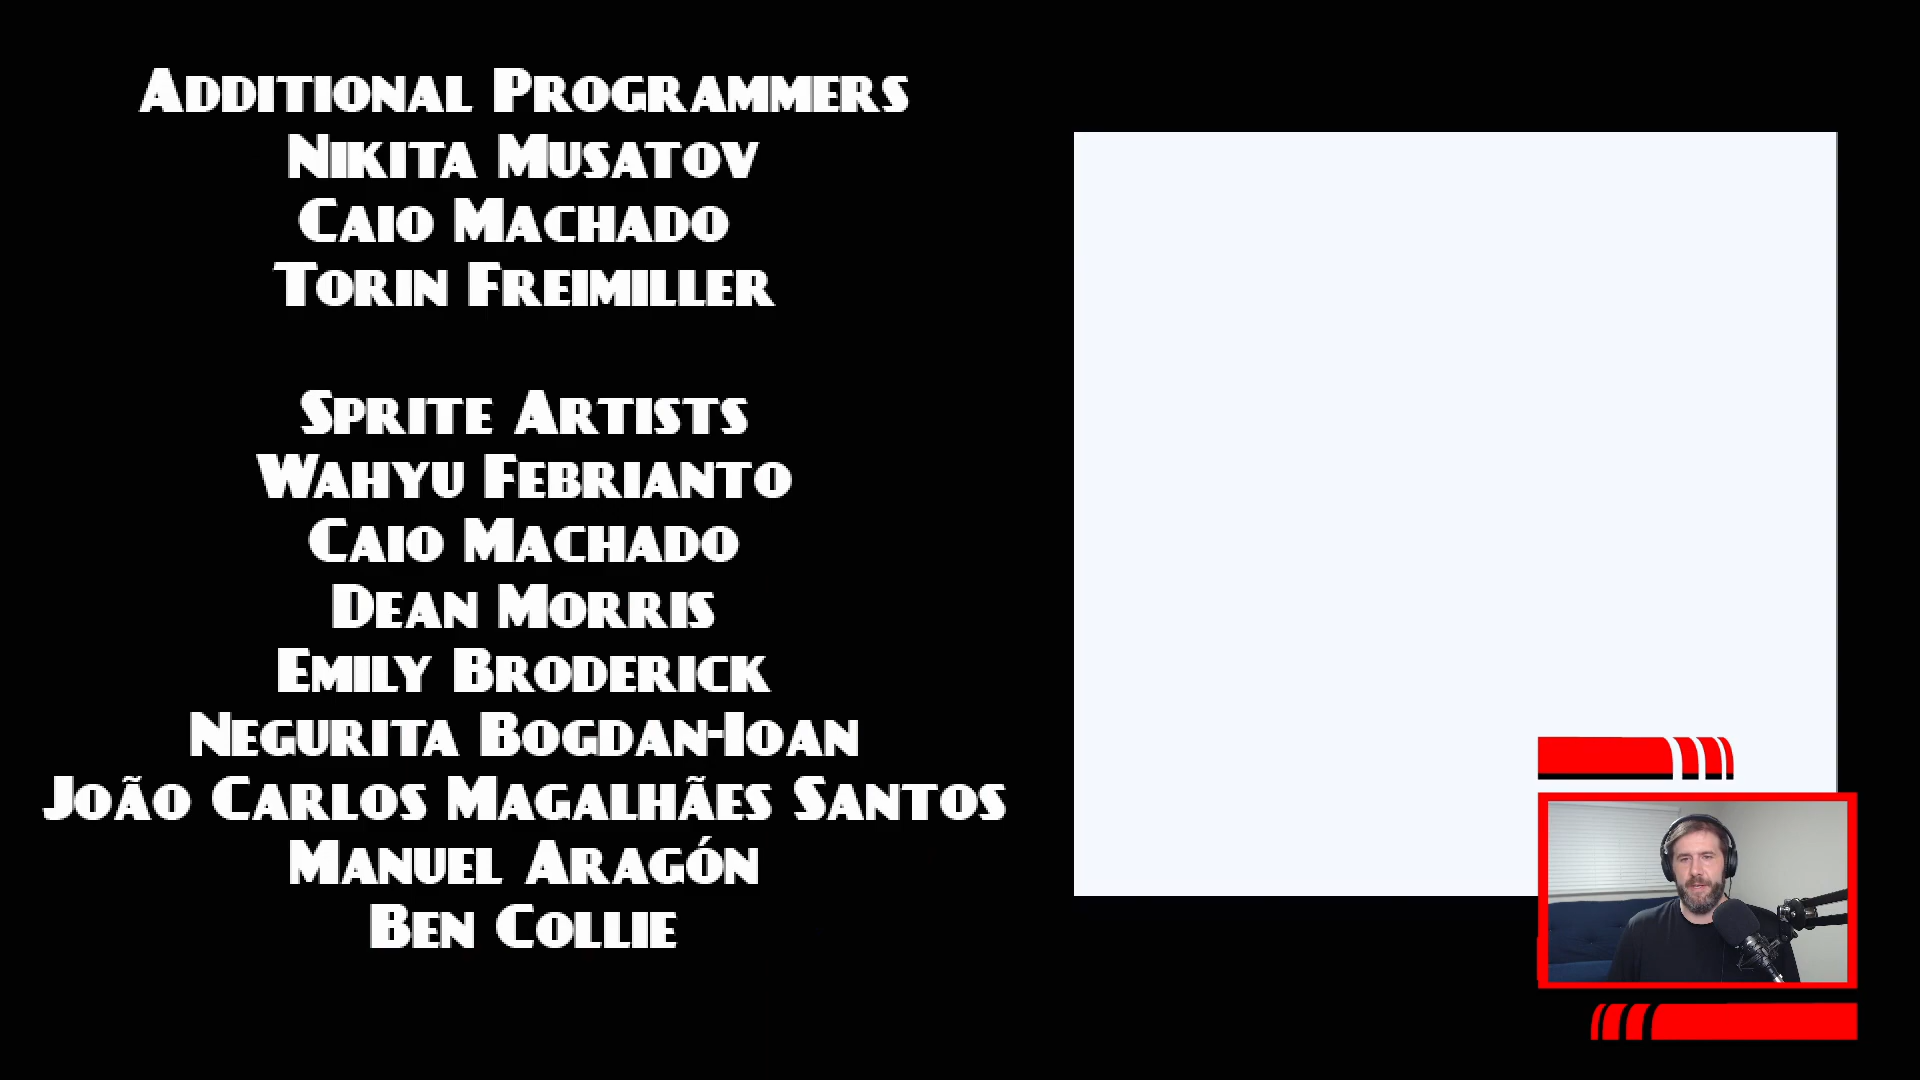 Additional Programmers
Nikita Musatov
Caio Machado
Torin Freimiller
Sprite Artists
Wahyu Febrianto
Caio Machado
Dean Morris
Emily Broderick
Negurita Bogdan-Ioan
João Carlos Magalhães Santos
Manuel Aragón
Ben Collie